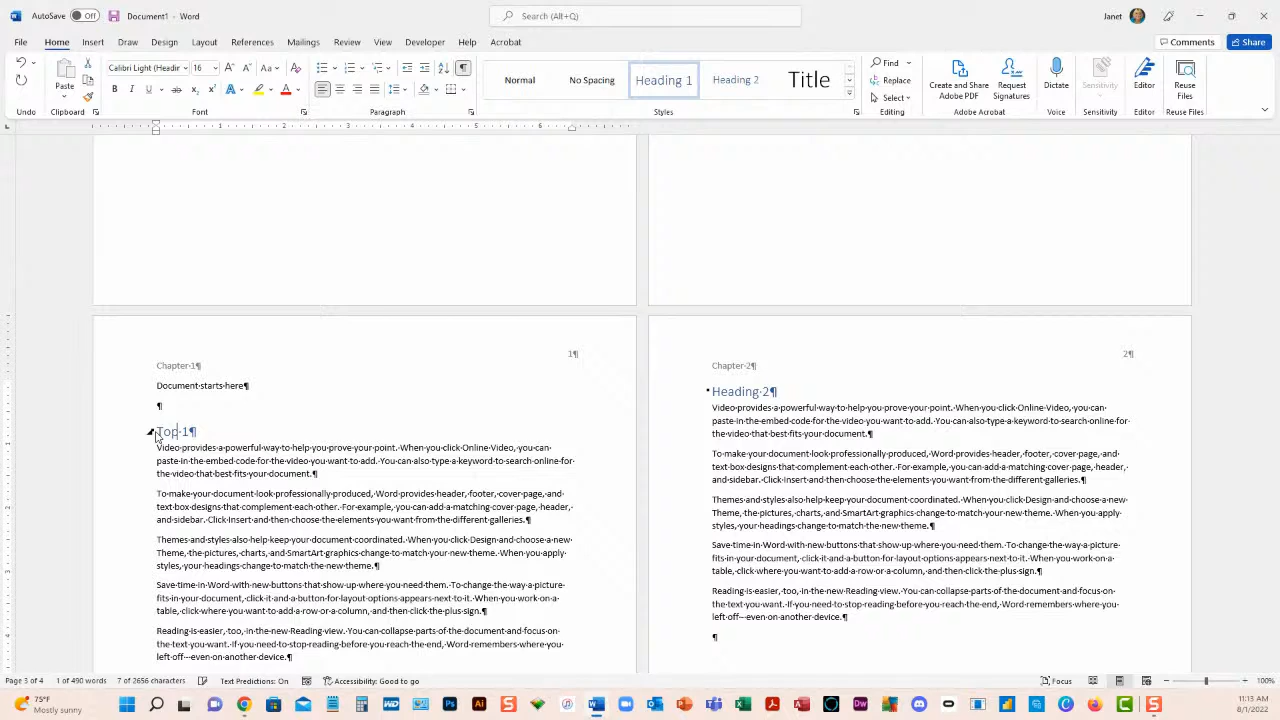 AutoSave Off Document1 - Word
Search (Alt+Q)
Janet
File Home Insert Draw Design Layout References Mailings Review View Developer Help Acrobat
Comments Share
Calibri Light (Headir 16
Normal No Spacing Heading 1 Heading 2 Title
Find
Replace
Select
Paste
Create and Share
Adobe PDF
Request
Signatures
Dictate
Sensitivity
Editor
Reuse
Files
Undo Clipboard Font Paragraph Styles Editing Adobe Acrobat Voice Sensitivity Editor Reuse Files
1 2 3 4 5 6
1¶
Chapter·1¶
Document·starts·here¶
¶
Top·1¶
Video·provides·a·powerful·way·to·help·you·prove·your·point.·When·you·click·Online·Video,·you·can·
paste·in·the·embed·code·for·the·video·you·want·to·add.·You·can·also·type·a·keyword·to·search·online·for·
the·video·that·best·fits·your·document.¶
To·make·your·document·look·professionally·produced,·Word·provides·header,·footer,·cover·page,·and·
text·box·designs·that·complement·each·other.·For·example,·you·can·add·a·matching·cover·page,·header,·
and·sidebar.·Click·Insert·and·then·choose·the·elements·you·want·from·the·different·galleries.¶
Themes·and·styles·also·help·keep·your·document·coordinated.·When·you·click·Design·and·choose·a·new·
Theme,·the·pictures,·charts,·and·SmartArt·graphics·change·to·match·your·new·theme.·When·you·apply·
styles,·your·headings·change·to·match·the·new·theme.¶
Save·time·in·Word·with·new·buttons·that·show·up·where·you·need·them.·To·change·the·way·a·picture·
fits·in·your·document,·click·it·and·a·button·for·layout·options·appears·next·to·it.·When·you·work·on·a·
table,·click·where·you·want·to·add·a·row·or·a·column,·and·then·click·the·plus·sign.¶
Reading·is·easier,·too,·in·the·new·Reading·view.·You·can·collapse·parts·of·the·document·and·focus·on·
the·text·you·want.·If·you·need·to·stop·reading·before·you·reach·the·end,·Word·remembers·where·you·
left·off·-·even·on·another·device.¶
2¶
Chapter·2¶
Heading·2¶
Video·provides·a·powerful·way·to·help·you·prove·your·point.·When·you·click·Online·Video,·you·can·
paste·in·the·embed·code·for·the·video·you·want·to·add.·You·can·also·type·a·keyword·to·search·online·for·
the·video·that·best·fits·your·document.¶
To·make·your·document·look·professionally·produced,·Word·provides·header,·footer,·cover·page,·and·
text·box·designs·that·complement·each·other.·For·example,·you·can·add·a·matching·cover·page,·header,·
and·sidebar.·Click·Insert·and·then·choose·the·elements·you·want·from·the·different·galleries.¶
Themes·and·styles·also·help·keep·your·document·coordinated.·When·you·click·Design·and·choose·a·new·
Theme,·the·pictures,·charts,·and·SmartArt·graphics·change·to·match·your·new·theme.·When·you·apply·
styles,·your·headings·change·to·match·the·new·theme.¶
Save·time·in·Word·with·new·buttons·that·show·up·where·you·need·them.·To·change·the·way·a·picture·
fits·in·your·document,·click·it·and·a·button·for·layout·options·appears·next·to·it.·When·you·work·on·a·
table,·click·where·you·want·to·add·a·row·or·a·column,·and·then·click·the·plus·sign.¶
Reading·is·easier,·too,·in·the·new·Reading·view.·You·can·collapse·parts·of·the·document·and·focus·on·
the·text·you·want.·If·you·need·to·stop·reading·before·you·reach·the·end,·Word·remembers·where·you·
left·off·-·even·on·another·device.¶
¶
Page 3 of 4 1 of 490 words 7 of 2656 characters Text Predictions: On Accessibility: Good to go Focus 100%
75°F
Mostly sunny
11:13 AM
8/1/2022